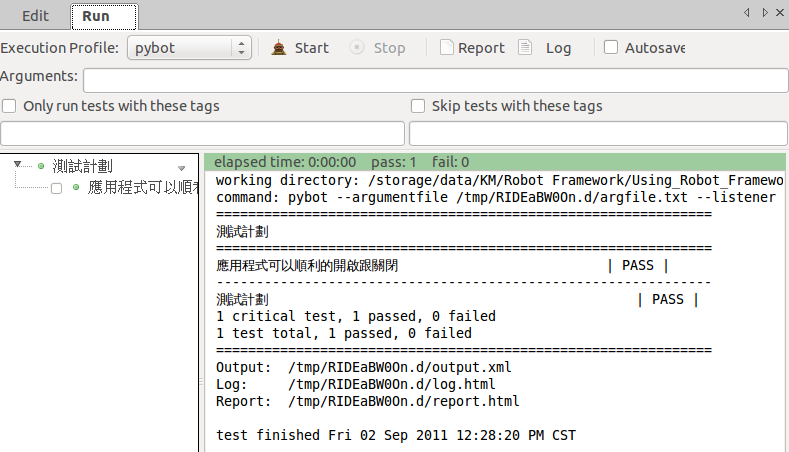 Edit Run
Execution Profile: pybot Start Stop Report Log Autosave
Arguments:
Only run tests with these tags Skip tests with these tags
測試計劃
應用程式可以順利
elapsed time: 0:00:00 pass: 1 fail: 0
working directory: /storage/data/KM/Robot Framework/Using_Robot_Framewo
command: pybot --argumentfile /tmp/RIDEaBW0On.d/argfile.txt --listener
==============================================================
測試計劃
==============================================================
應用程式可以順利的開啟跟關閉 | PASS |
--------------------------------------------------------------
測試計劃 | PASS |
1 critical test, 1 passed, 0 failed
1 test total, 1 passed, 0 failed
==============================================================
Output: /tmp/RIDEaBW0On.d/output.xml
Log: /tmp/RIDEaBW0On.d/log.html
Report: /tmp/RIDEaBW0On.d/report.html
test finished Fri 02 Sep 2011 12:28:20 PM CST